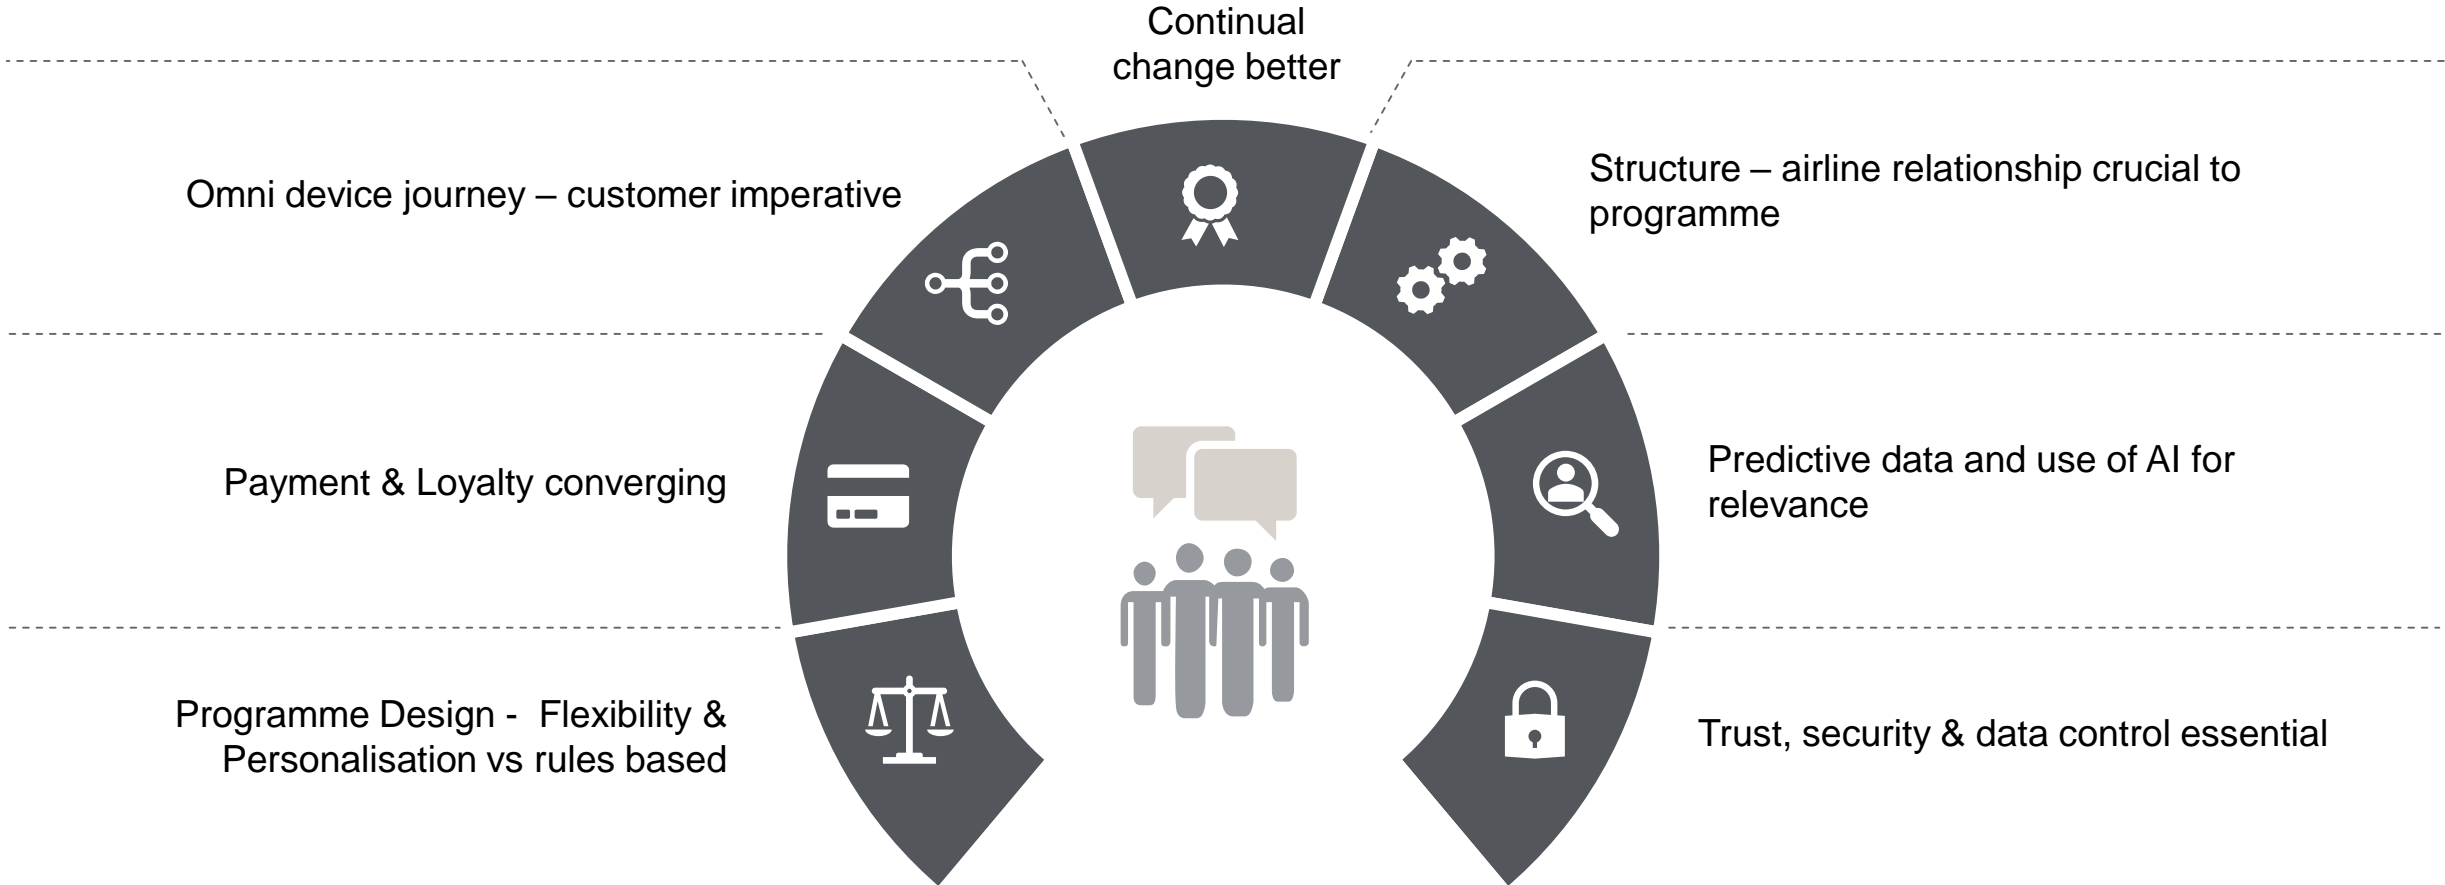 Continual
change better
Omni device journey – customer imperative
Structure – airline relationship crucial to
programme
Payment & Loyalty converging
Predictive data and use of AI for
relevance
Programme Design -  Flexibility &
Personalisation vs rules based
Trust, security & data control essential